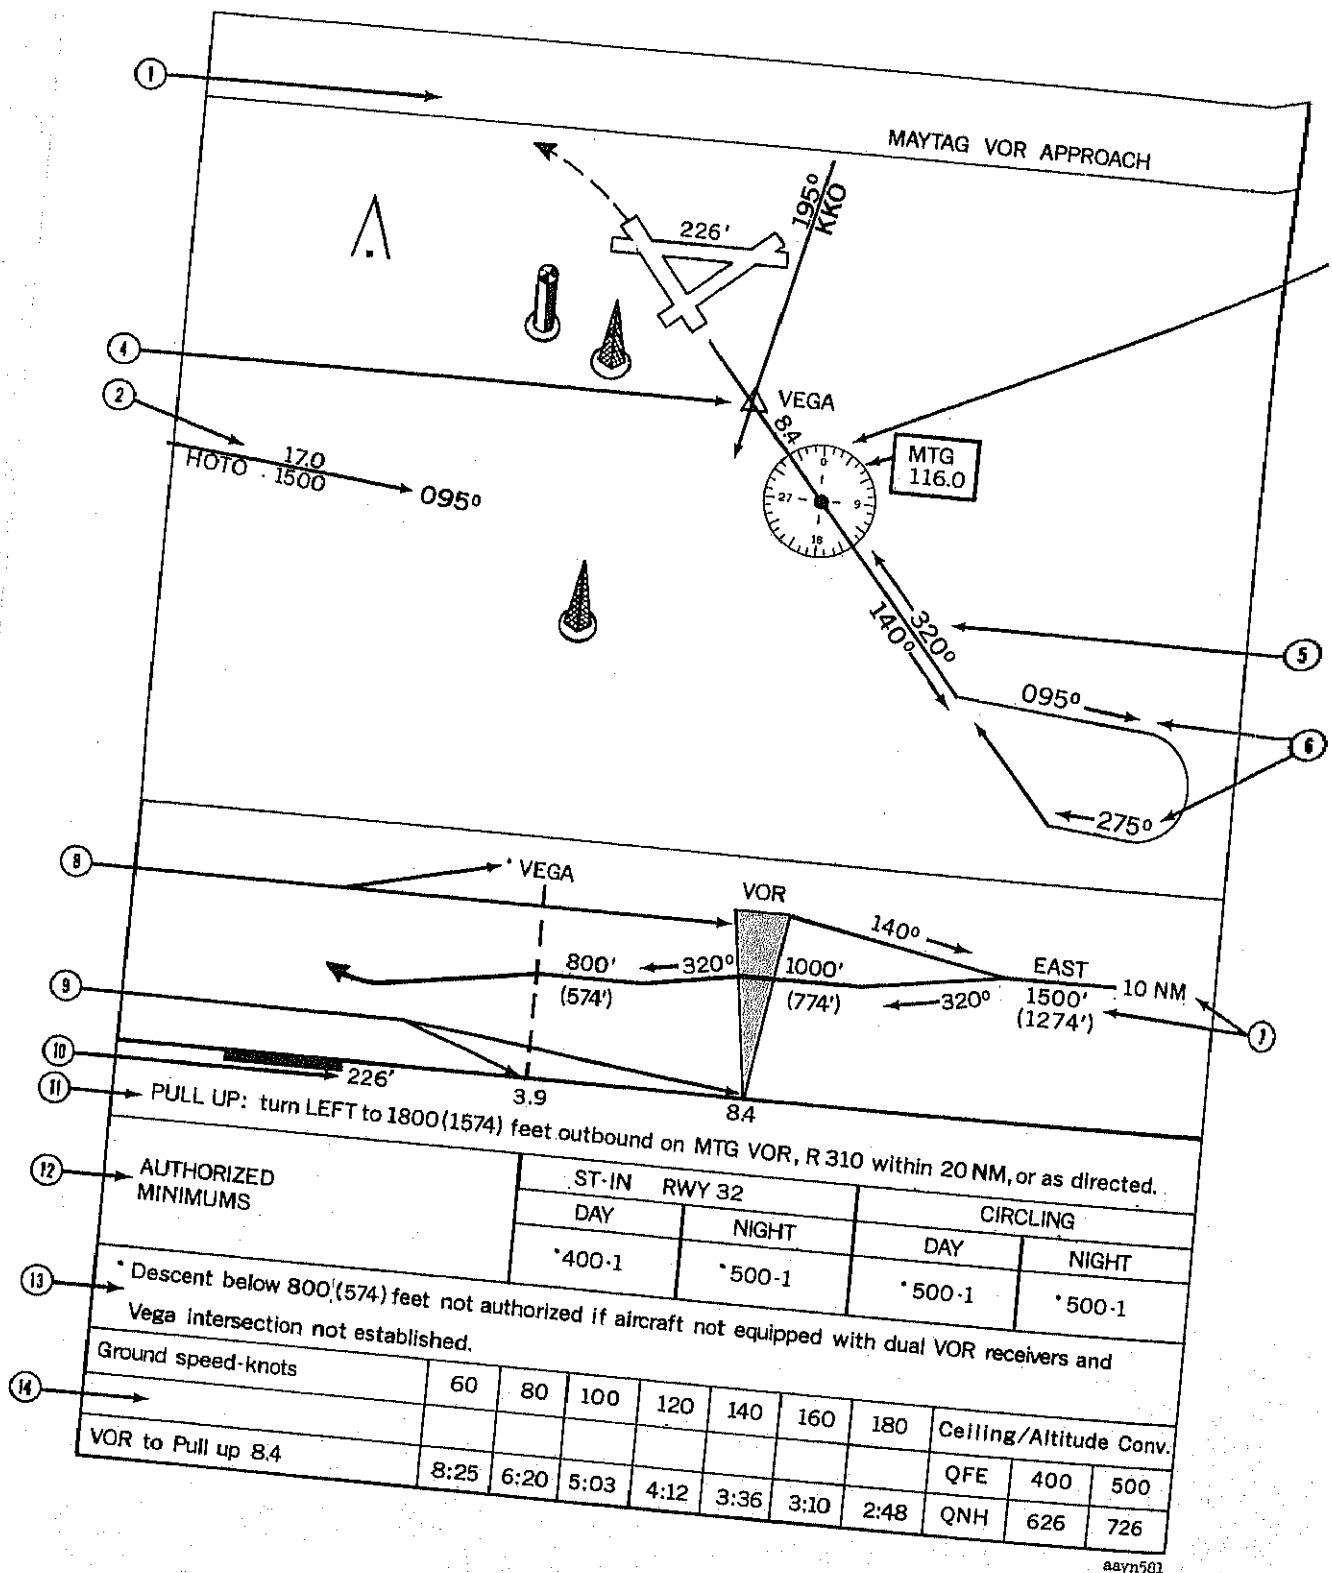 1
MAYTAG VOR APPROACH
195°
KKO
226'
4
VEGA
2
8.4
MTG
116.0
17.0
HOTO 1500
095°
0
27
9
18
320°
140°
5
095°
6
275°
8
* VEGA
VOR
140°
800'
320°
1000'
EAST
10 NM
(574')
(774')
320°
1500'
(1274')
9
7
10
226'
3.9
8.4
11
PULL UP: turn LEFT to 1800(1574) feet outbound on MTG VOR, R 310 within 20 NM, or as directed.
12
AUTHORIZED
MINIMUMS
ST-IN RWY 32
CIRCLING
DAY
NIGHT
DAY
NIGHT
*400-1
*500-1
*500-1
*500-1
13
* Descent below 800'(574) feet not authorized if aircraft not equipped with dual VOR receivers and
Vega intersection not established.
14
Ground speed-knots
60 80 100 120 140 160 180
Ceiling/Altitude Conv.
VOR to Pull up 8.4
8:25 6:20 5:03 4:12 3:36 3:10 2:48
QFE 400 500
QNH 626 726
aayn581